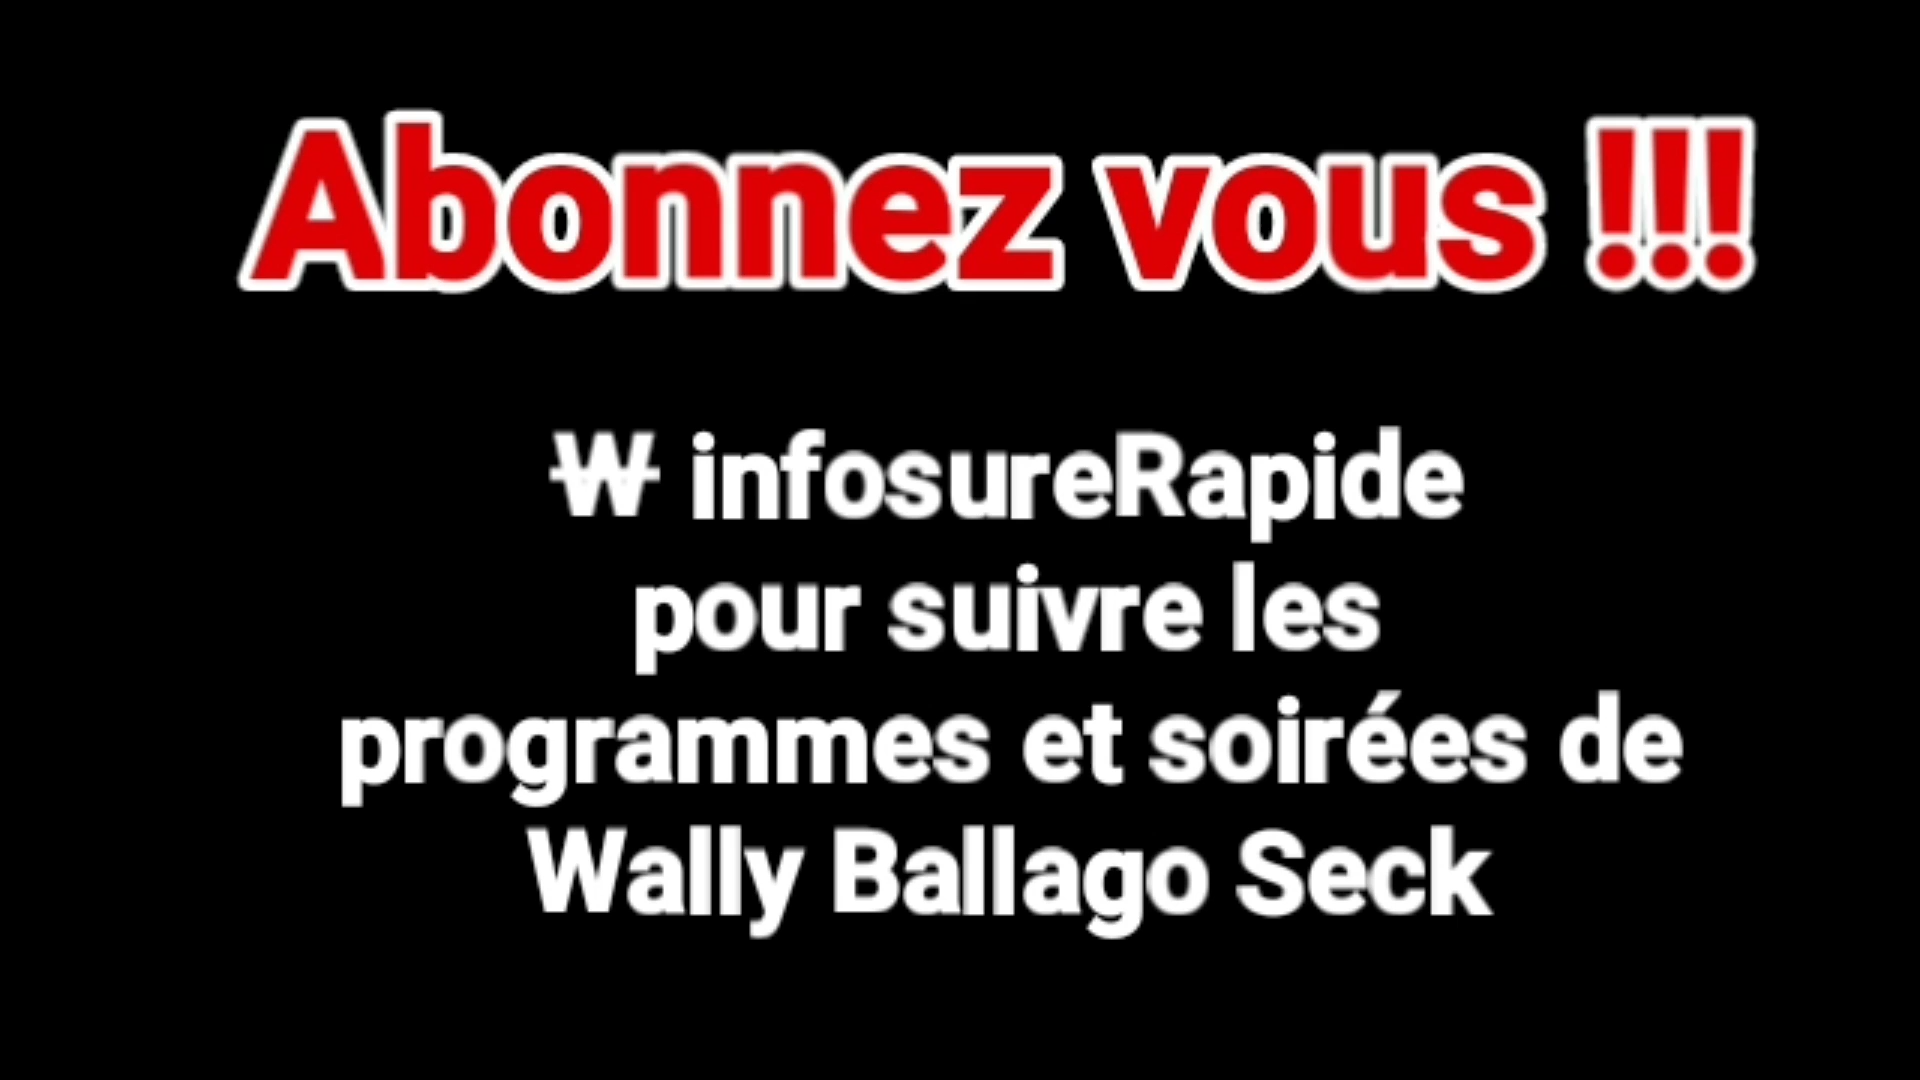 Abonnez vous !!!
₩ infosureRapide
pour suivre les
programmes et soirées de
Wally Ballago Seck